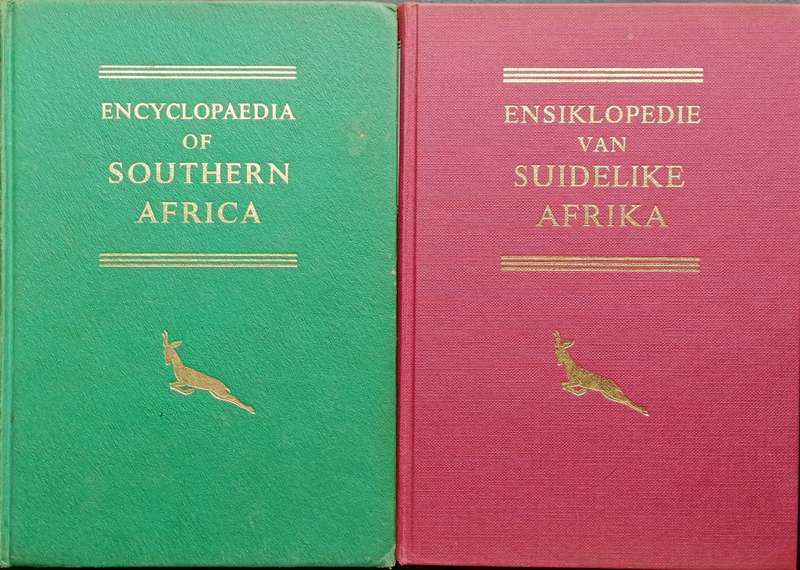 ENCYCLOPAEDIA
OF
SOUTHERN
AFRICA
ENSIKLOPEDIE
VAN
SUIDELIKE
AFRIKA